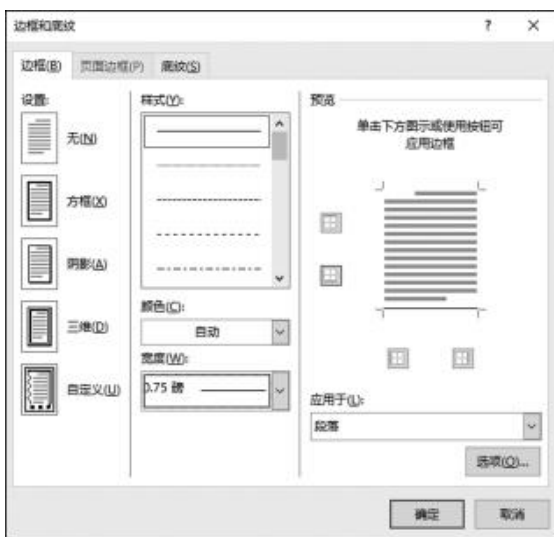 边框和底纹
? ×
边框(B) 页面边框(P) 底纹(S)
设置:
无(N)
方框(X)
阴影(A)
三维(D)
自定义(U)
样式(Y):
颜色(C):
自动
宽度(W):
0.75 磅
预览
单击下方图示或使用按钮可
应用边框
应用于(L):
段落
选项(O)...
确定
取消